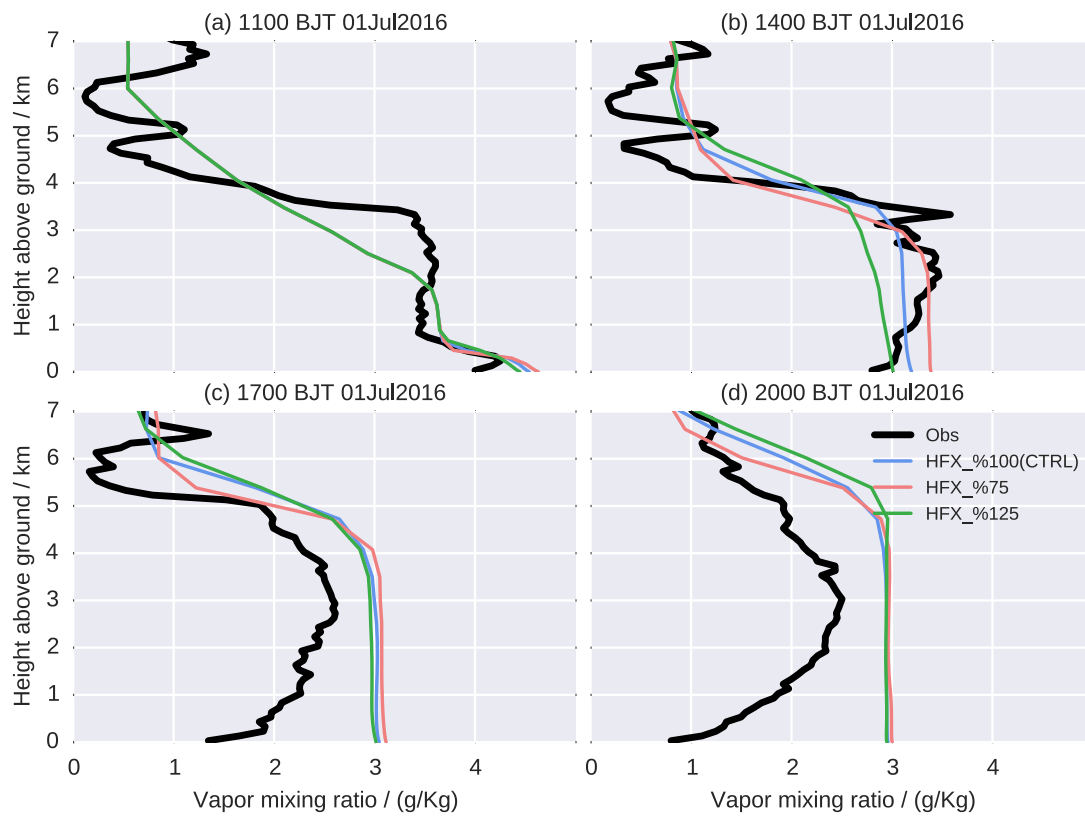 (a) 1100 BJT 01Jul2016
(b) 1400 BJT 01Jul2016
7
6
5
4
3
2
1
0
Height above ground / km
(c) 1700 BJT 01Jul2016
(d) 2000 BJT 01Jul2016
7
6
5
4
3
2
1
0
Height above ground / km
Obs
HFX_%100(CTRL)
HFX_%75
HFX_%125
0 1 2 3 4
0 1 2 3 4
Vapor mixing ratio / (g/Kg)
Vapor mixing ratio / (g/Kg)